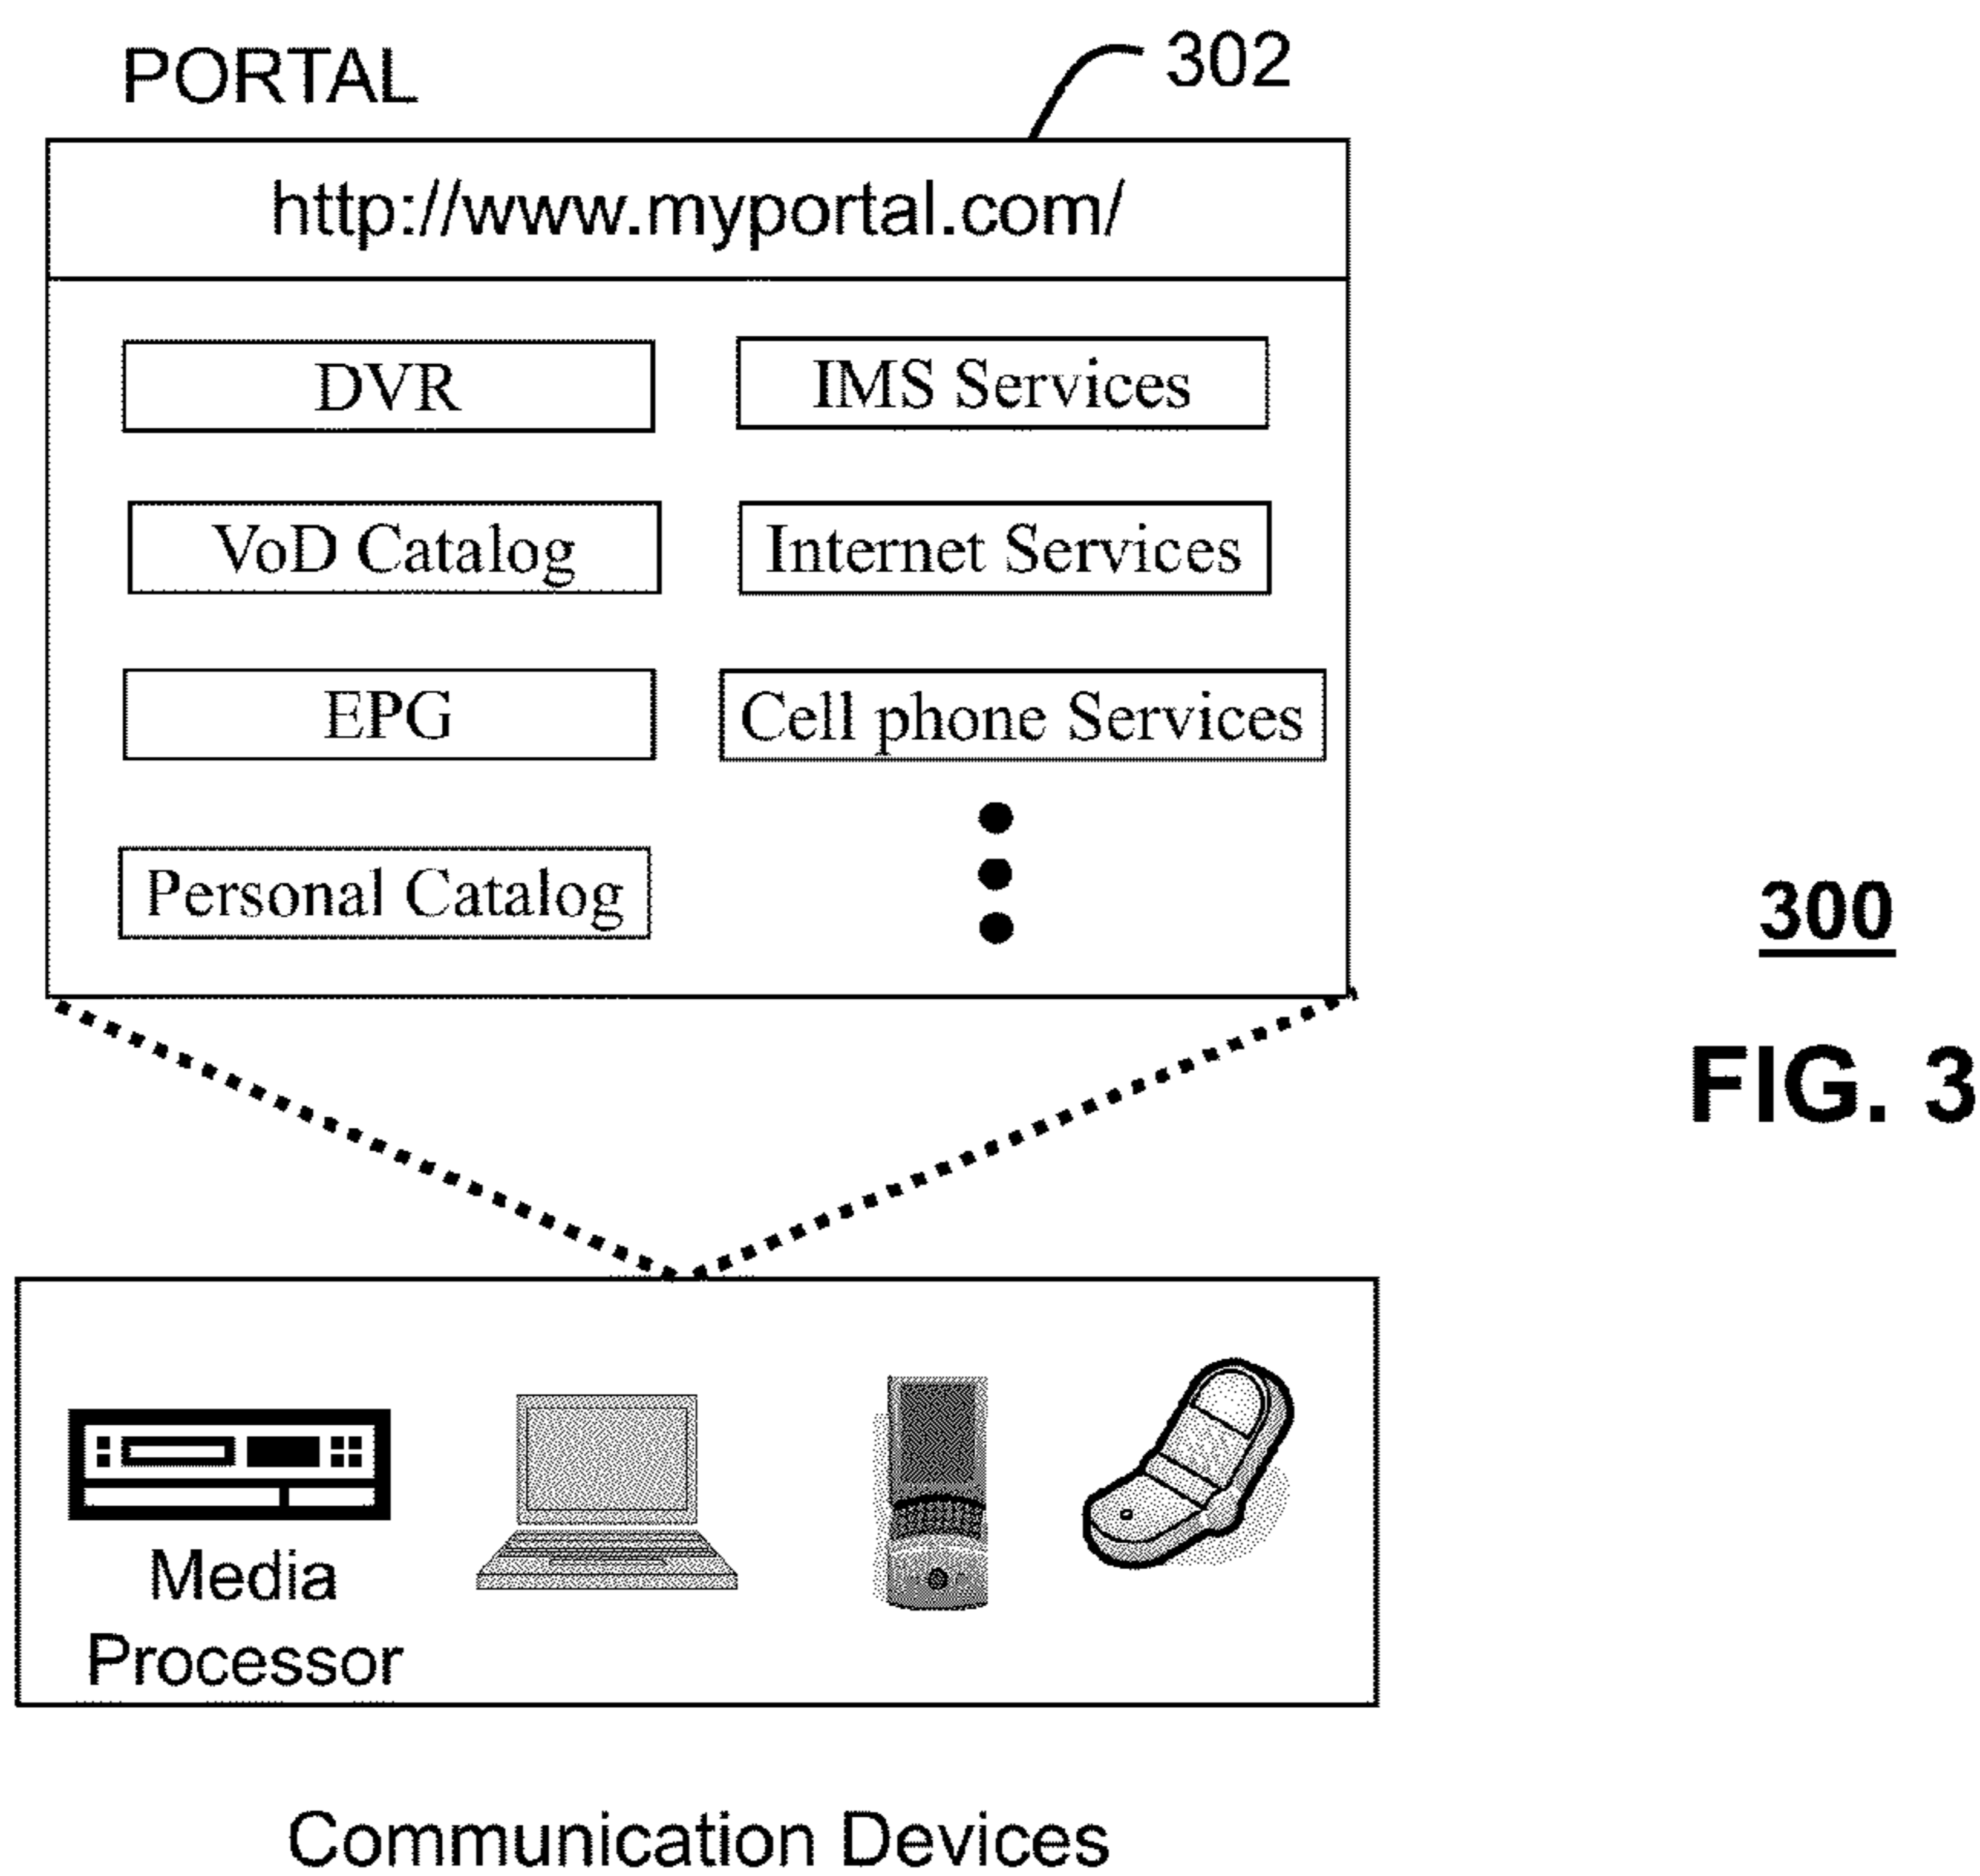 PORTAL
302
http://www.myportal.com/
DVR
IMS Services
VoD Catalog
Internet Services
EPG
Cell phone Services
Personal Catalog
300
FIG. 3
Media
Processor
Communication Devices